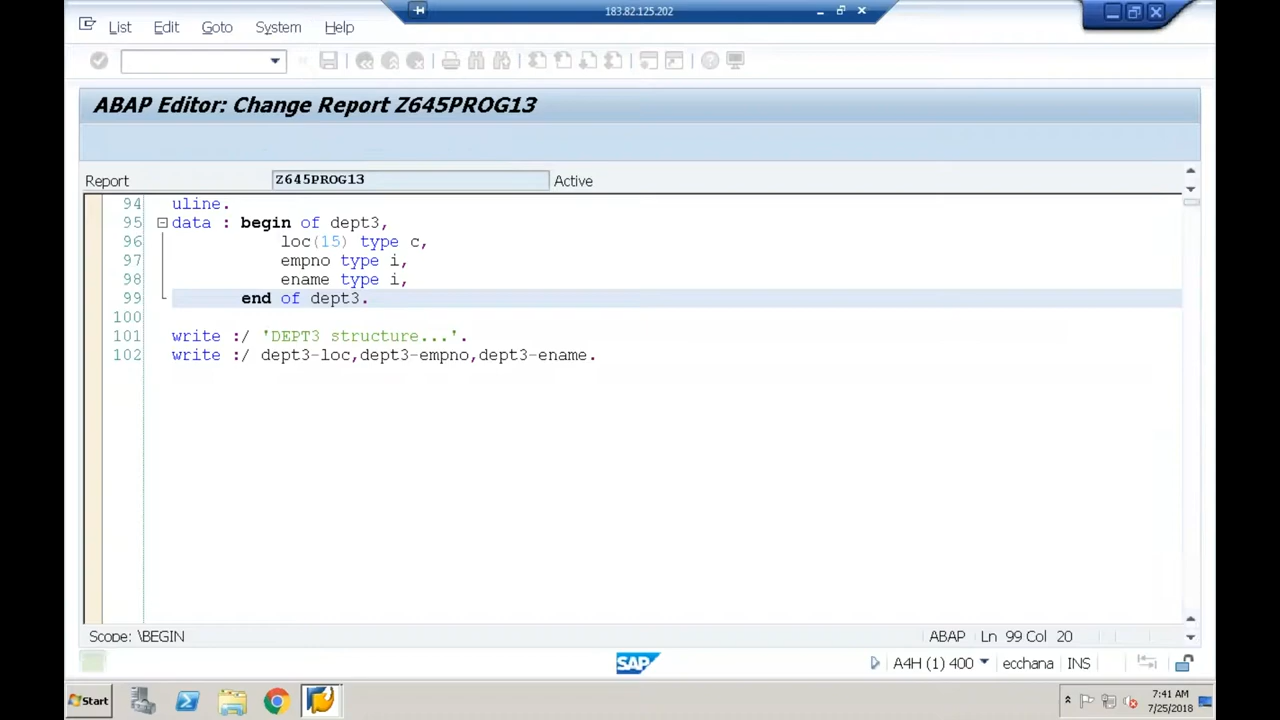 183.82.125.202
List Edit Goto System Help
ABAP Editor: Change Report Z645PROG13
Report Z645PROG13 Active
94 uline.
95 data : begin of dept3,
96 loc(15) type c,
97 empno type i,
98 ename type i,
99 end of dept3.
100
101 write :/ 'DEPT3 structure...'.
102 write :/ dept3-loc,dept3-empno,dept3-ename.
Scope: \BEGIN ABAP Ln 99 Col 20
SAP A4H (1) 400 ecchana INS
Start 7:41 AM
7/25/2018